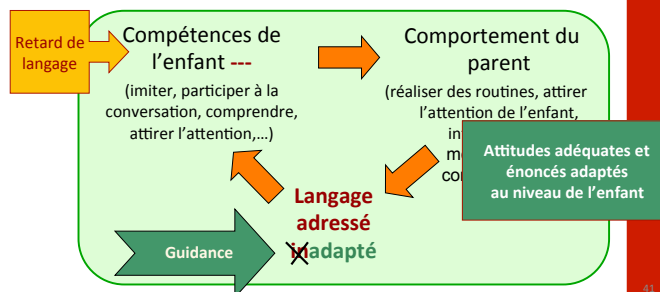 Retard de
langage
Compétences de
l'enfant ---
(imiter, participer à la
conversation, comprendre,
attirer l'attention,...)
Comportement du
parent
(réaliser des routines, attirer
l'attention de l'enfant,
Attitudes adéquates et
énoncés adaptés
au niveau de l'enfant
Langage
adressé
inadapté
Guidance
41